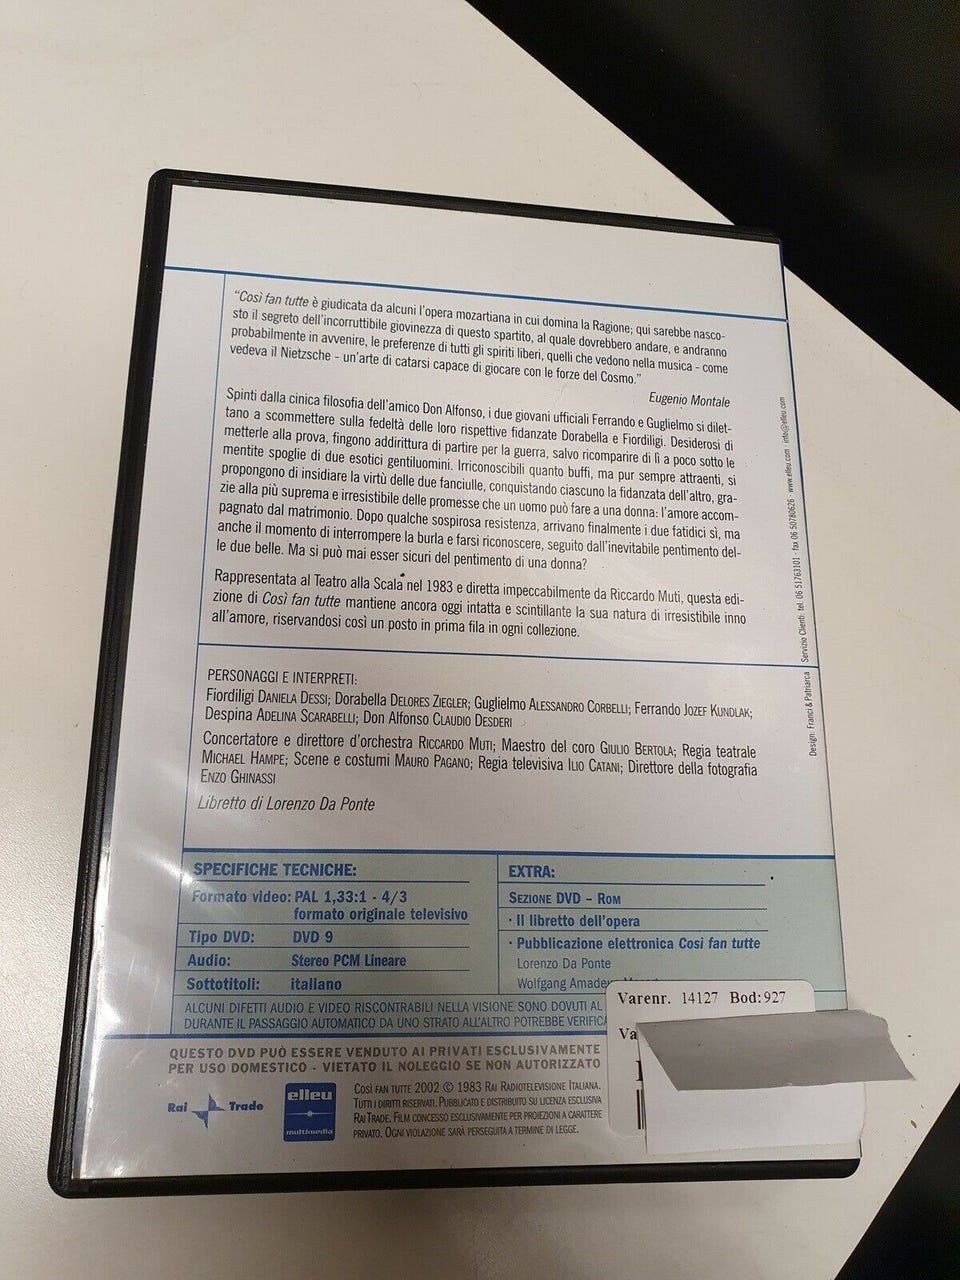 "Così fan tutte è giudicata da alcuni l'opera mozartiana in cui domina la Ragione; qui sarebbe nasco-
sto il segreto dell'incorruttibile giovinezza di questo spartito, al quale dovrebbero andare, e andranno
probabilmente in avvenire, le preferenze di tutti gli spiriti liberi, quelli che vedono nella musica - come
vedeva il Nietzsche - un'arte di catarsi capace di giocare con le forze del Cosmo."
Eugenio Montale
Spinti dalla cinica filosofia dell'amico Don Alfonso, i due giovani ufficiali Ferrando e Guglielmo si dilet-
tano a scommettere sulla fedeltà delle loro rispettive fidanzate Dorabella e Fiordiligi. Desiderosi di
metterle alla prova, fingono addirittura di partire per la guerra, salvo ricomparire di lì a poco sotto le
mentite spoglie di due esotici gentiluomini. Irriconoscibili quanto buffi, ma pur sempre attraenti, si
propongono di insidiare la virtù delle due fanciulle, conquistando ciascuno la fidanzata dell'altro, gra-
zie alla più suprema e irresistibile delle promesse che un uomo può fare a una donna: l'amore accom-
pagnato dal matrimonio. Dopo qualche sospirosa resistenza, arrivano finalmente i due fatidici sì, ma
anche il momento di interrompere la burla e farsi riconoscere, seguito dall'inevitabile pentimento del-
le due belle. Ma si può mai esser sicuri del pentimento di una donna?
Rappresentata al Teatro alla Scala nel 1983 e diretta impeccabilmente da Riccardo Muti, questa edi-
zione di Così fan tutte mantiene ancora oggi intatta e scintillante la sua natura di irresistibile inno
all'amore, riservandosi così un posto in prima fila in ogni collezione.
PERSONAGGI E INTERPRETI:
Fiordiligi DANIELA DESSì; Dorabella DELORES ZIEGLER; Guglielmo ALESSANDRO CORBELLI; Ferrando JOZEF KUNDLAK;
Despina ADELINA SCARABELLI; Don Alfonso CLAUDIO DESDERI
Concertatore e direttore d'orchestra RICCARDO MUTI; Maestro del coro GIULIO BERTOLA; Regia teatrale
MICHAEL HAMPE; Scene e costumi MAURO PAGANO; Regia televisiva ILIO CATANI; Direttore della fotografia
ENZO GHINASSI
Libretto di Lorenzo Da Ponte
Design: Franci & Patriarca Servizio Clienti: tel. 06 51763101 - fax 06 50780626 - www.elleu.com - info@elleu.com
SPECIFICHE TECNICHE:
Formato video: PAL 1,33:1 - 4/3
formato originale televisivo
Tipo DVD: DVD 9
Audio: Stereo PCM Lineare
Sottotitoli: italiano
EXTRA:
SEZIONE DVD – ROM
· Il libretto dell'opera
· Pubblicazione elettronica Così fan tutte
Lorenzo Da Ponte
Wolfgang Amadeu
ALCUNI DIFETTI AUDIO E VIDEO RISCONTRABILI NELLA VISIONE SONO DOVUTI AL
DURANTE IL PASSAGGIO AUTOMATICO DA UNO STRATO ALL'ALTRO POTREBBE VERIFICA
QUESTO DVD PUÒ ESSERE VENDUTO AI PRIVATI ESCLUSIVAMENTE
PER USO DOMESTICO - VIETATO IL NOLEGGIO SE NON AUTORIZZATO
Rai Trade
elleu
multimedia
COSÌ FAN TUTTE 2002 © 1983 RAI RADIOTELEVISIONE ITALIANA.
TUTTI I DIRITTI RISERVATI. PUBBLICATO E DISTRIBUITO SU LICENZA ESCLUSIVA
RAI TRADE. FILM CONCESSO ESCLUSIVAMENTE PER PROIEZIONI A CARATTERE
PRIVATO. OGNI VIOLAZIONE SARÀ PERSEGUITA A TERMINE DI LEGGE.
Varenr. 14127 Bod:927
Va